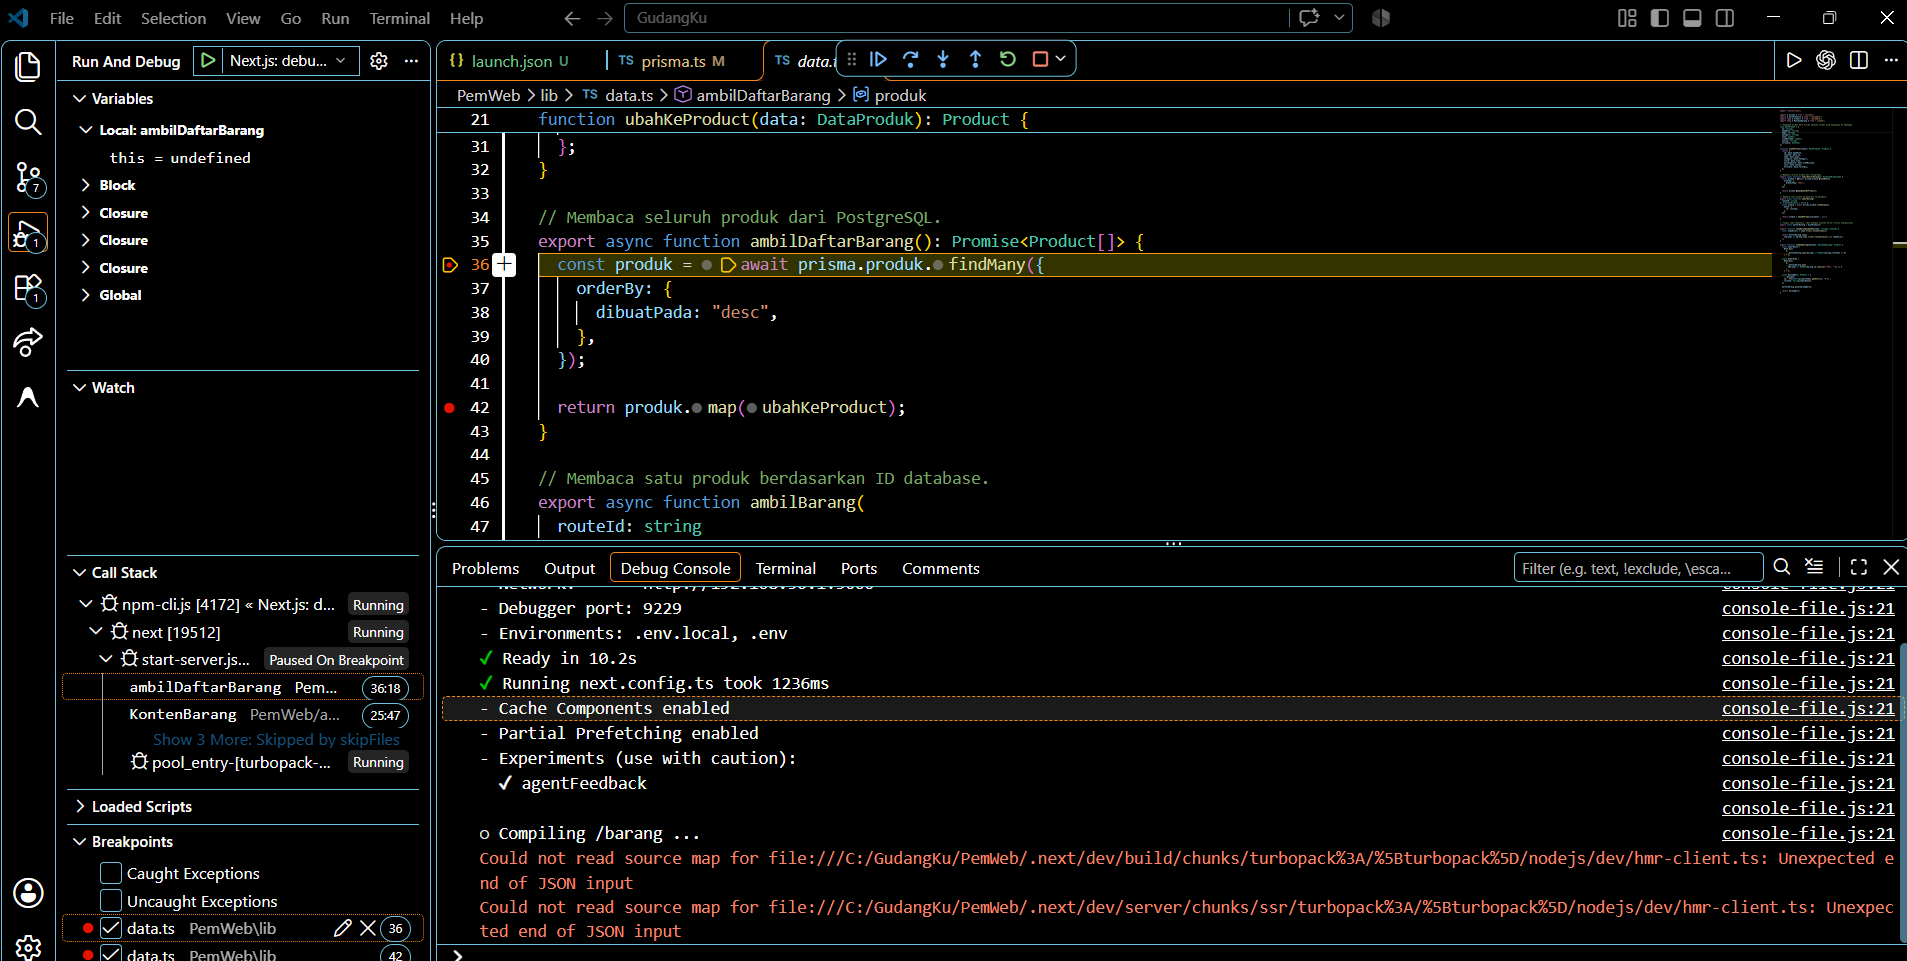 File Edit Selection View Go Run Terminal Help
GudangKu
Run And Debug
Next.js: debu...
Variables
Local: ambilDaftarBarang
this = undefined
Block
Closure
Closure
Closure
Global
Watch
Call Stack
npm-cli.js [4172] « Next.js: d... Running
next [19512] Running
start-server.js... Paused On Breakpoint
ambilDaftarBarang Pem... 36:18
KontenBarang PemWeb/a... 25:47
Show 3 More: Skipped by skipFiles
pool_entry-[turbopack-... Running
Loaded Scripts
Breakpoints
Caught Exceptions
Uncaught Exceptions
data.ts PemWeb\lib 36
data.ts PemWeb\lib 42
7
1
1
{} launch.json U
TS prisma.ts M
TS data.t
PemWeb > lib > TS data.ts > ambilDaftarBarang > produk
21 function ubahKeProduct(data: DataProduk): Product {
31 };
32 }
33
34 // Membaca seluruh produk dari PostgreSQL.
35 export async function ambilDaftarBarang(): Promise<Product[]> {
36 const produk = await prisma.produk.findMany({
37 orderBy: {
38 dibuatPada: "desc",
39 },
40 });
41
42 return produk.map(ubahKeProduct);
43 }
44
45 // Membaca satu produk berdasarkan ID database.
46 export async function ambilBarang(
47 routeId: string
Problems Output Debug Console Terminal Ports Comments
Filter (e.g. text, !exclude, \esca...
- Debugger port: 9229 console-file.js:21
- Environments: .env.local, .env console-file.js:21
✓ Ready in 10.2s console-file.js:21
✓ Running next.config.ts took 1236ms console-file.js:21
- Cache Components enabled console-file.js:21
- Partial Prefetching enabled console-file.js:21
- Experiments (use with caution): console-file.js:21
✓ agentFeedback console-file.js:21
console-file.js:21
o Compiling /barang ... console-file.js:21
Could not read source map for file:///C:/GudangKu/PemWeb/.next/dev/build/chunks/turbopack%3A/%5Bturbopack%5D/nodejs/dev/hmr-client.ts: Unexpected e
nd of JSON input
Could not read source map for file:///C:/GudangKu/PemWeb/.next/dev/server/chunks/ssr/turbopack%3A/%5Bturbopack%5D/nodejs/dev/hmr-client.ts: Unexpec
ted end of JSON input